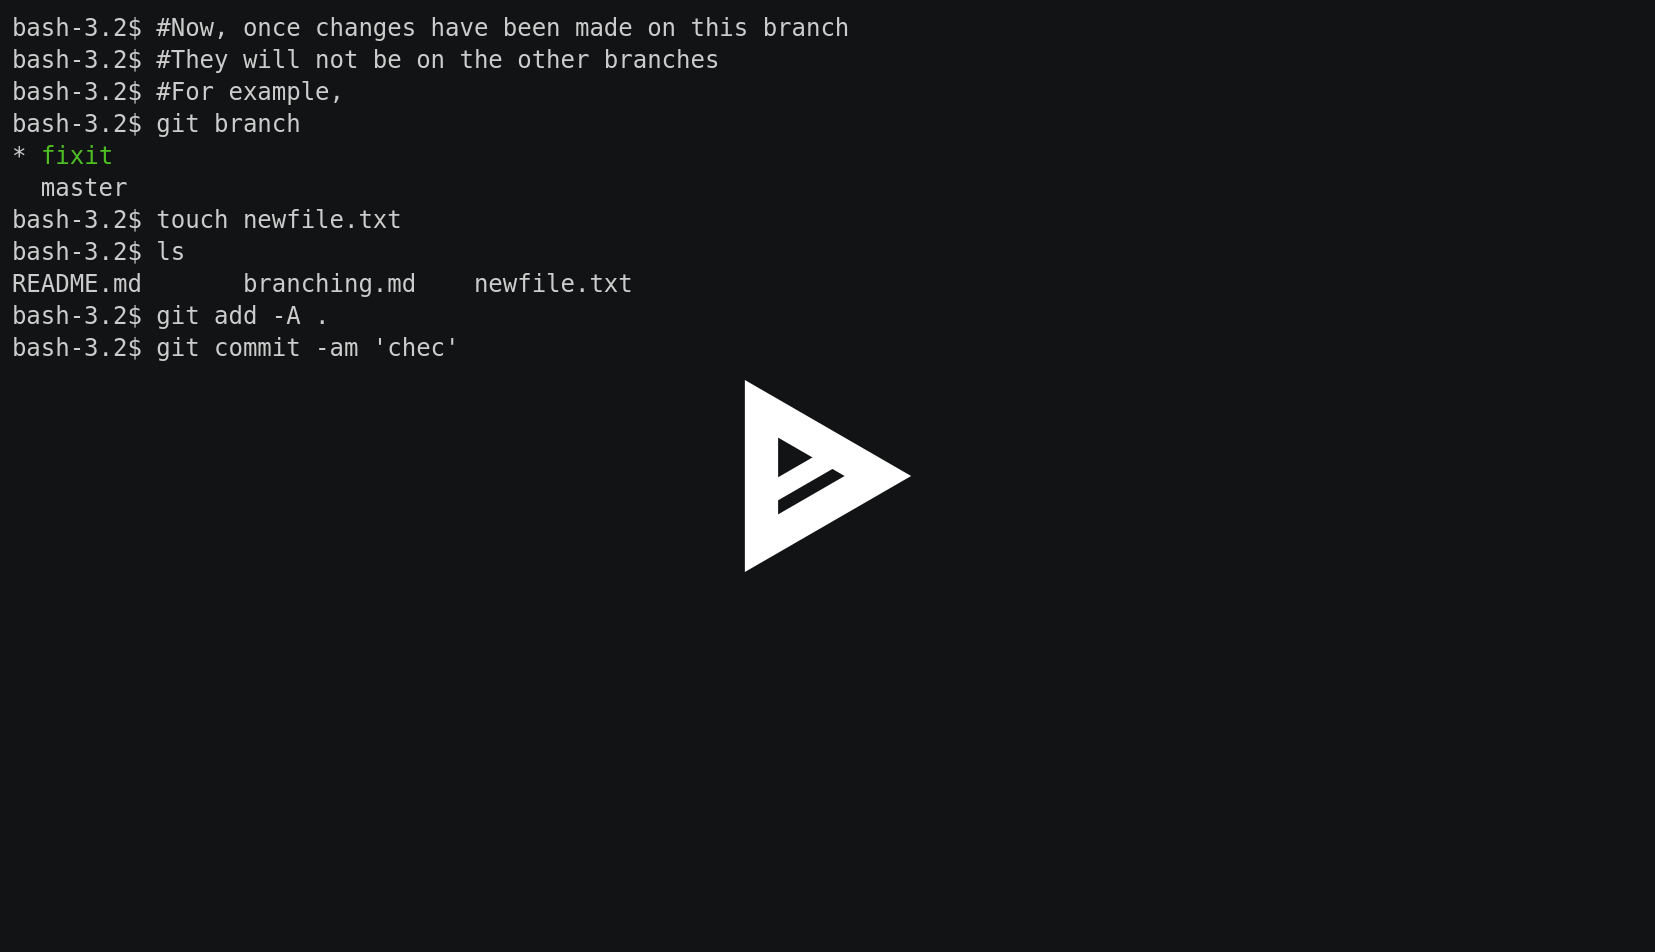 bash-3.2$ #Now, once changes have been made on this branch
bash-3.2$ #They will not be on the other branches
bash-3.2$ #For example,
bash-3.2$ git branch
* fixit
  master
bash-3.2$ touch newfile.txt
bash-3.2$ ls
README.md       branching.md    newfile.txt
bash-3.2$ git add -A .
bash-3.2$ git commit -am 'chec'